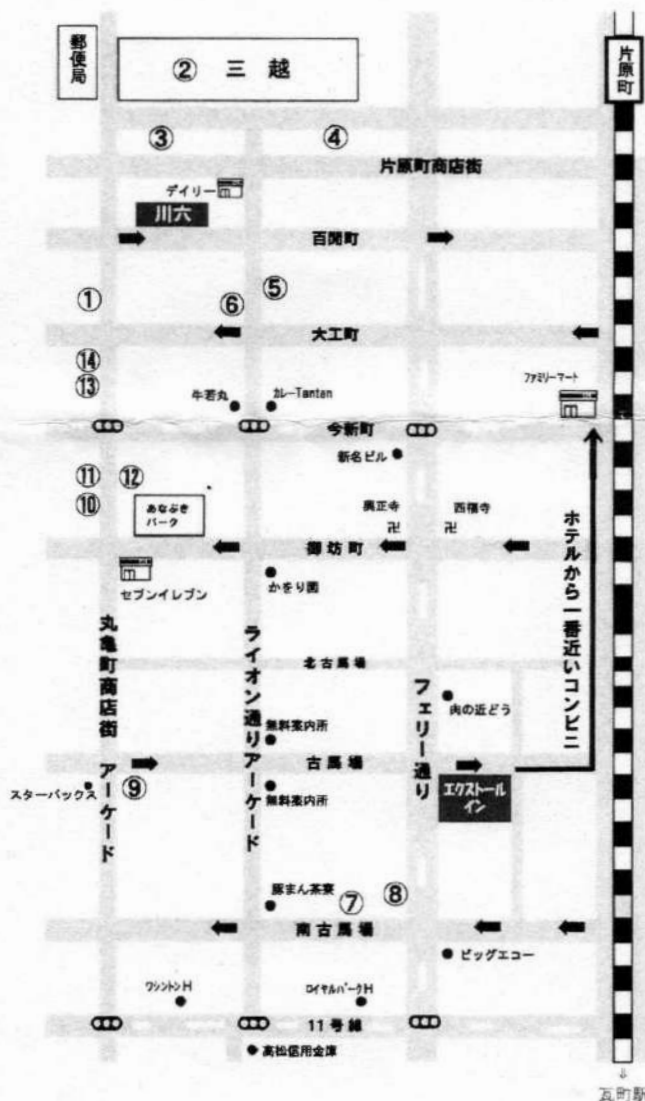 郵便局
② 三越
片原町
③
④
片原町商店街
デイリー
川六
百間町
①
⑥
⑤
大工町
⑭
⑬
ファミリーマート
牛若丸
カレーTantan
今新町
新名ビル
⑪
⑫
⑩
あなぶき
パーク
興正寺
卍
西福寺
卍
ホテルから一番近いコンビニ
御坊町
セブンイレブン
かをり園
丸亀町商店街 アーケード
ライオン通りアーケード
フェリー通り
北古馬場
肉の近どう
無料案内所
古馬場
スターバックス
⑨
無料案内所
エクストール
イン
豚まん茶寮
⑦
⑧
南古馬場
ビッグエコー
ワシントンH
ロイヤルパークH
11号線
高松信用金庫
↓
瓦町駅